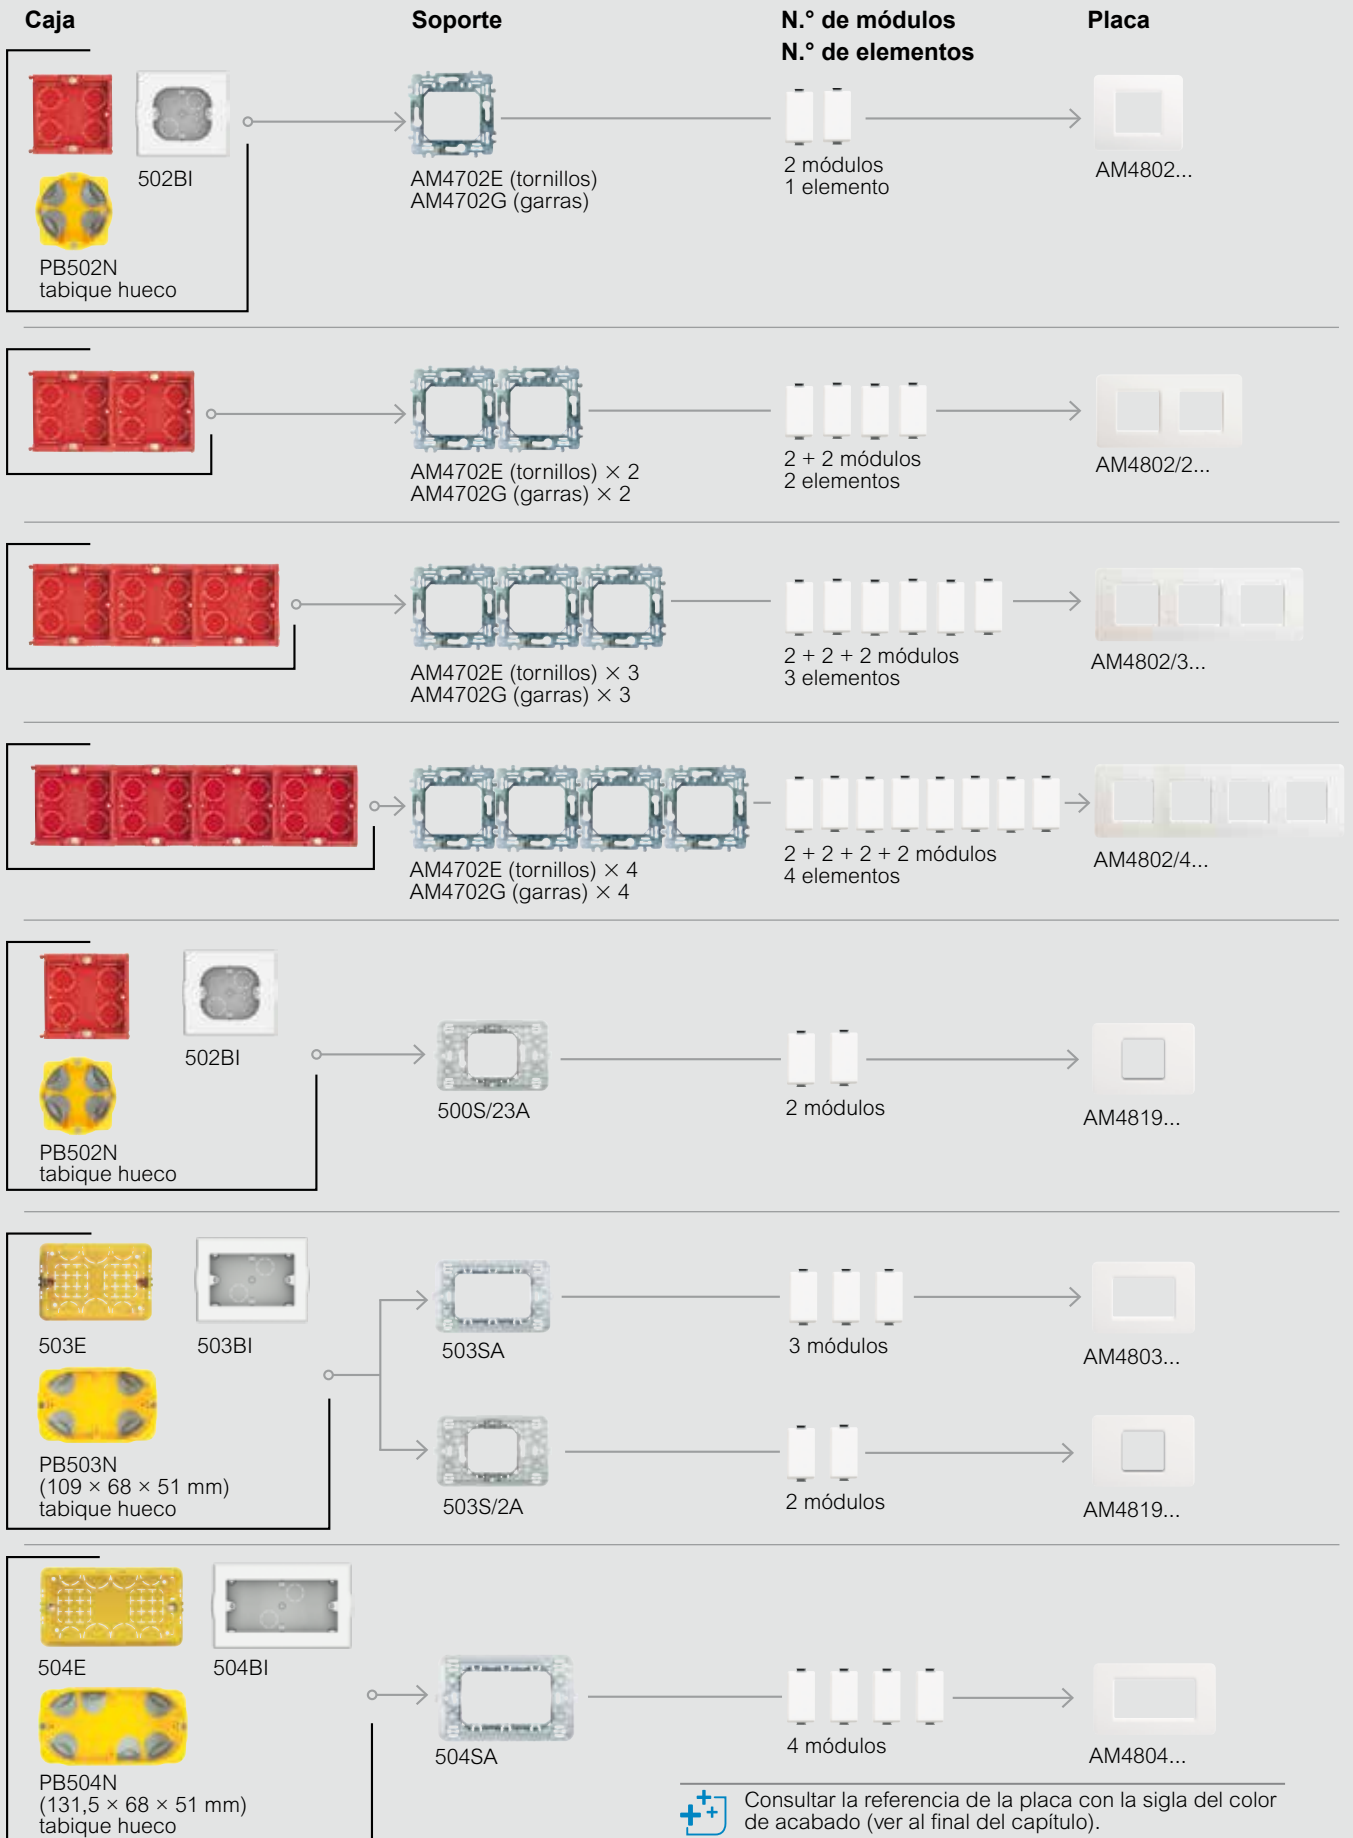 Caja
Soporte
N.° de módulos
N.° de elementos
Placa
502BI
PB502N
tabique hueco
AM4702E (tornillos)
AM4702G (garras)
2 módulos
1 elemento
AM4802...
AM4702E (tornillos) × 2
AM4702G (garras) × 2
2 + 2 módulos
2 elementos
AM4802/2...
AM4702E (tornillos) × 3
AM4702G (garras) × 3
2 + 2 + 2 módulos
3 elementos
AM4802/3...
AM4702E (tornillos) × 4
AM4702G (garras) × 4
2 + 2 + 2 + 2 módulos
4 elementos
AM4802/4...
502BI
PB502N
tabique hueco
500S/23A
2 módulos
AM4819...
503E
503BI
PB503N
(109 × 68 × 51 mm)
tabique hueco
503SA
3 módulos
AM4803...
503S/2A
2 módulos
AM4819...
504E
504BI
PB504N
(131,5 × 68 × 51 mm)
tabique hueco
504SA
4 módulos
AM4804...
Consultar la referencia de la placa con la sigla del color
de acabado (ver al final del capítulo).